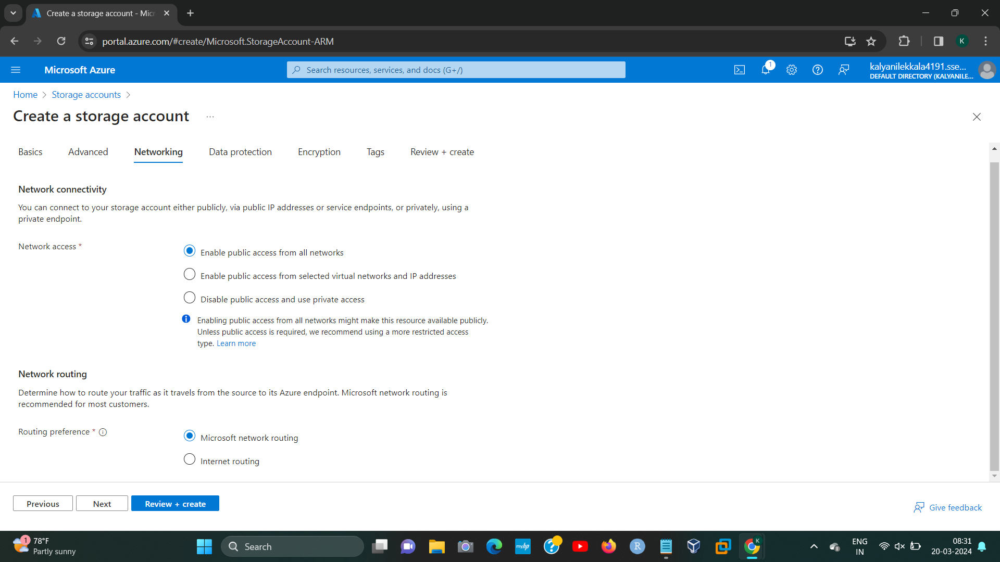 Create a storage account - Micr
portal.azure.com/#create/Microsoft.StorageAccount-ARM
K
Microsoft Azure
Search resources, services, and docs (G+/)
1
kalyanilekkala4191.sse...
DEFAULT DIRECTORY (KALYANILE...
Home > Storage accounts >
Create a storage account ...
Basics
Advanced
Networking
Data protection
Encryption
Tags
Review + create
Network connectivity
You can connect to your storage account either publicly, via public IP addresses or service endpoints, or privately, using a
private endpoint.
Network access *
Enable public access from all networks
Enable public access from selected virtual networks and IP addresses
Disable public access and use private access
Enabling public access from all networks might make this resource available publicly.
Unless public access is required, we recommend using a more restricted access
type. Learn more
Network routing
Determine how to route your traffic as it travels from the source to its Azure endpoint. Microsoft network routing is
recommended for most customers.
Routing preference *
Microsoft network routing
Internet routing
Previous
Next
Review + create
Give feedback
1
78°F
Partly sunny
Search
myhp
R
K
ENG
IN
08:31
20-03-2024